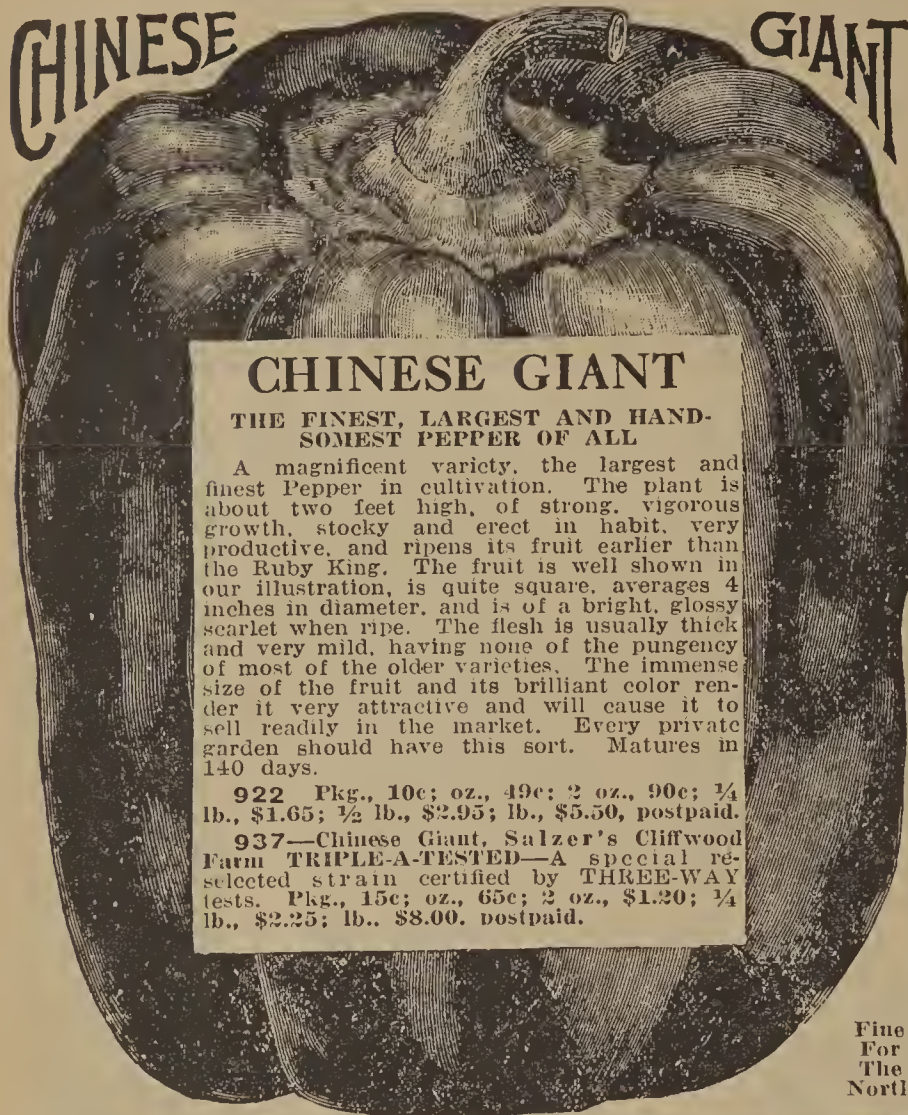 CHINESE GIANT
CHINESE GIANT
THE FINEST, LARGEST AND HAND-
SOMEST PEPPER OF ALL
A magnificent variety, the largest and
finest Pepper in cultivation. The plant is
about two feet high, of strong, vigorous
growth, stocky and erect in habit, very
productive, and ripens its fruit earlier than
the Ruby King. The fruit is well shown in
our illustration, is quite square, averages 4
inches in diameter, and is of a bright, glossy
scarlet when ripe. The flesh is usually thick
and very mild, having none of the pungency
of most of the older varieties. The immense
size of the fruit and its brilliant color ren-
der it very attractive and will cause it to
sell readily in the market. Every private
garden should have this sort. Matures in
140 days.
922 Pkg., 10c; oz., 49c; 2 oz., 90c; ¼
lb., $1.65; ½ lb., $2.95; lb., $5.50, postpaid.
937—Chinese Giant, Salzer's Cliffwood
Farm TRIPLE-A-TESTED—A special re-
selected strain certified by THREE-WAY
tests. Pkg., 15c; oz., 65c; 2 oz., $1.20; ¼
lb., $2.25; lb., $8.00, postpaid.
Fine
For
The
North